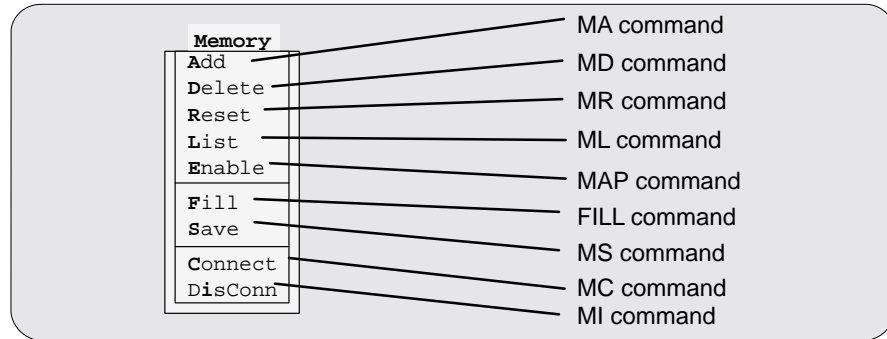 Memory
Add
Delete
Reset
List
Enable
Fill
Save
Connect
DisConn
MA command
MD command
MR command
ML command
MAP command
FILL command
MS command
MC command
MI command